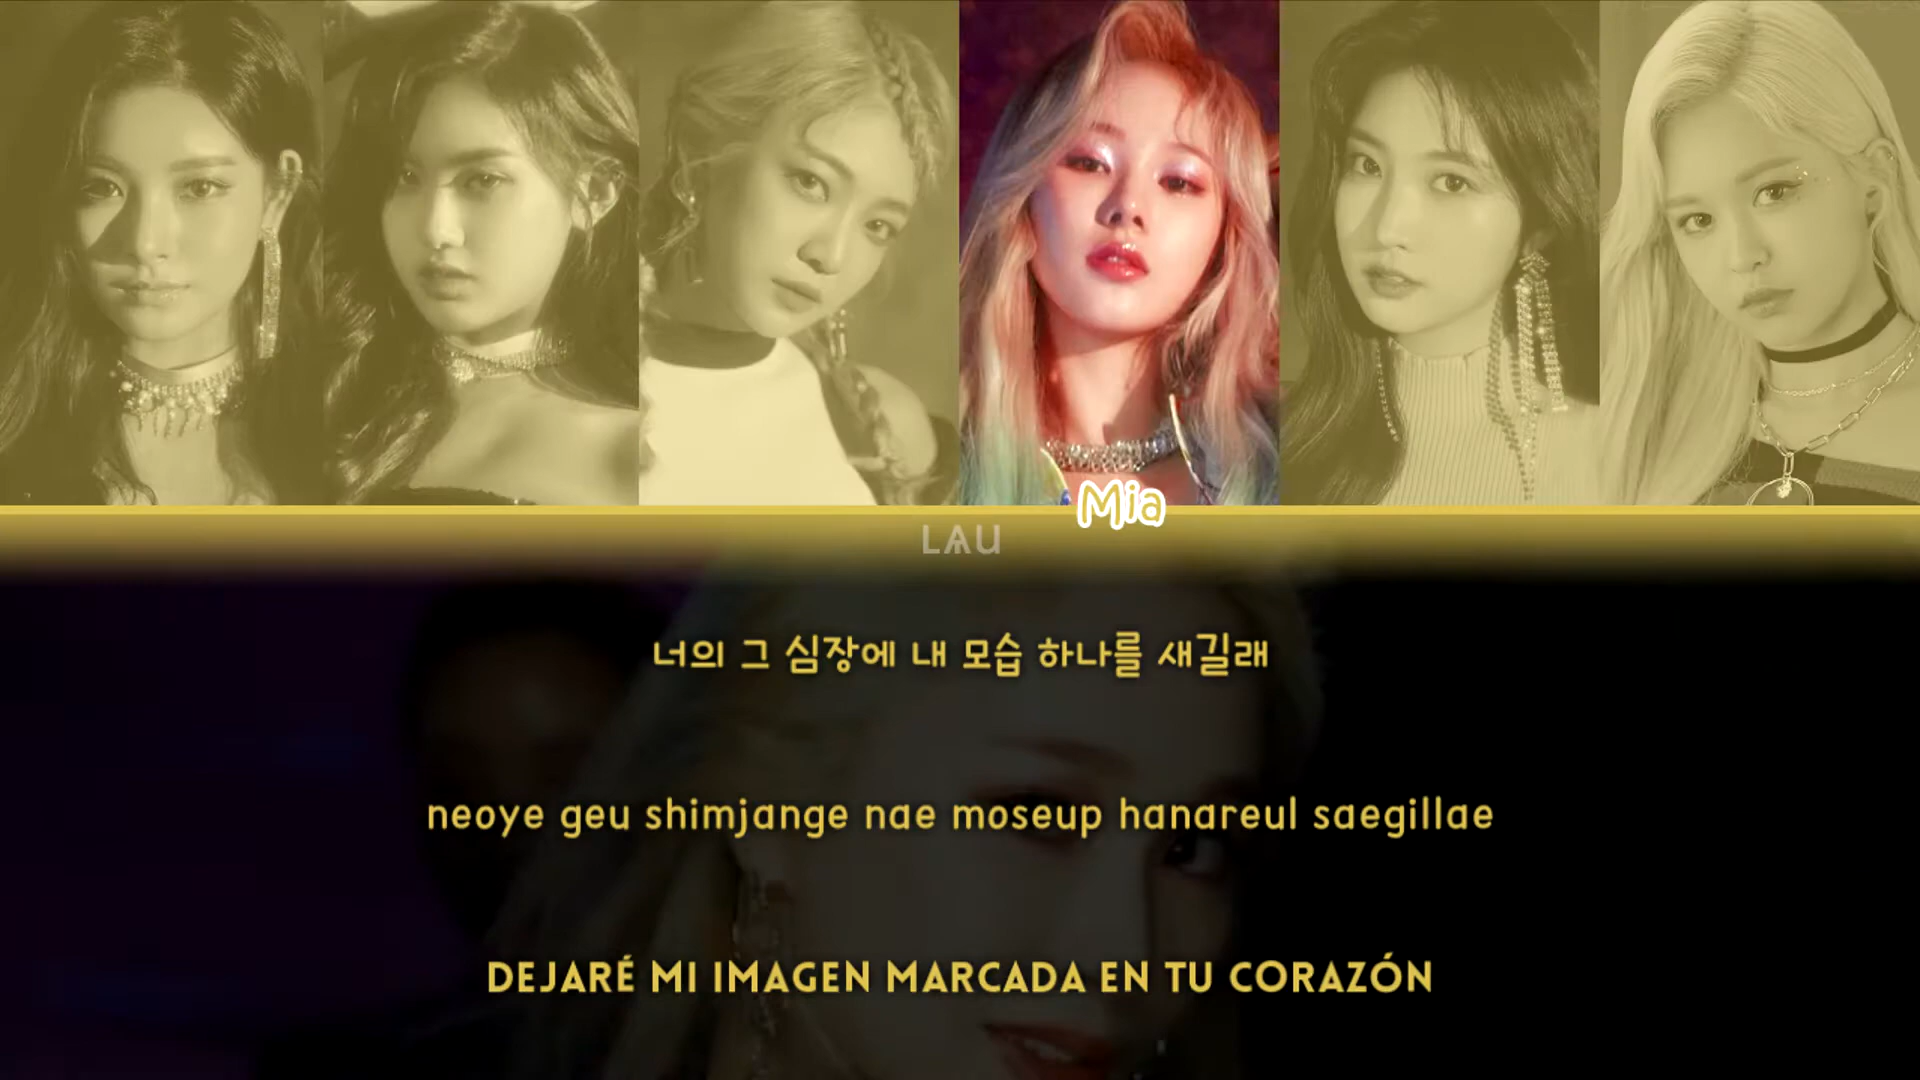 Mia
LAU
너의 그 심장에 내 모습 하나를 새길래
neoye geu shimjange nae moseup hanareul saegillae
DEJARÉ MI IMAGEN MARCADA EN TU CORAZÓN